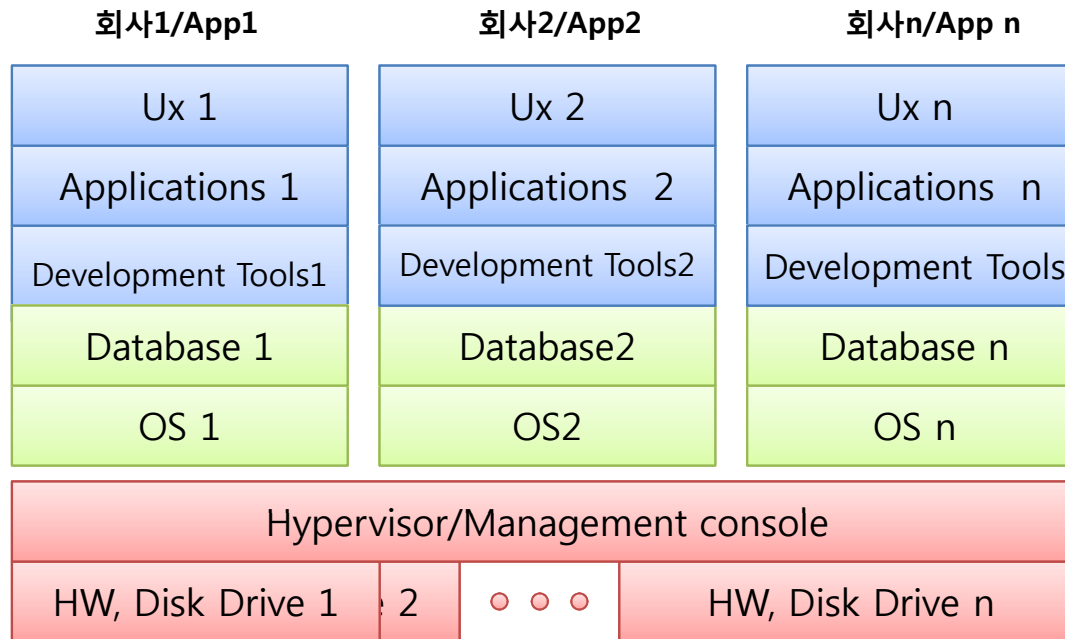 회사1/App1 회사2/App2 회사n/App n
Ux 1 Ux 2 Ux n
Applications 1 Applications 2 Applications n
Development Tools1 Development Tools2 Development Tools
Database 1 Database2 Database n
OS 1 OS2 OS n
Hypervisor/Management console
HW, Disk Drive 1 2 HW, Disk Drive n